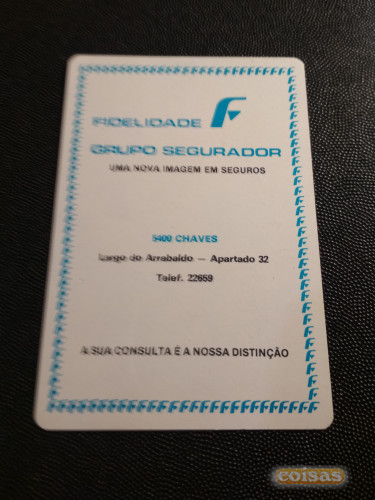 FIDELIDADE F
GRUPO SEGURADOR
UMA NOVA IMAGEM EM SEGUROS
5400 CHAVES
Largo do Arrabaldo — Apartado 32
Telef. 22659
A SUA CONSULTA É A NOSSA DISTINÇÃO
coisas